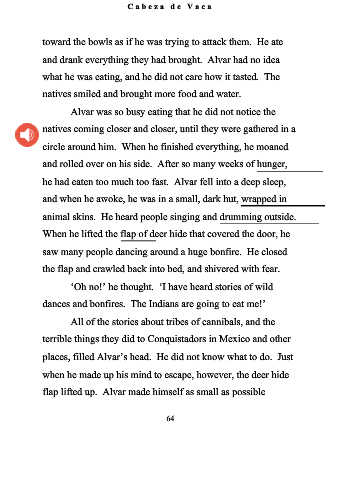 Cabeza de Vaca
toward the bowls as if he was trying to attack them. He ate
and drank everything they had brought. Alvar had no idea
what he was eating, and he did not care how it tasted. The
natives smiled and brought more food and water.
Alvar was so busy eating that he did not notice the
natives coming closer and closer, until they were gathered in a
circle around him. When he finished everything, he moaned
and rolled over on his side. After so many weeks of hunger,
he had eaten too much too fast. Alvar fell into a deep sleep,
and when he awoke, he was in a small, dark hut, wrapped in
animal skins. He heard people singing and drumming outside.
When he lifted the flap of deer hide that covered the door, he
saw many people dancing around a huge bonfire. He closed
the flap and crawled back into bed, and shivered with fear.
‘Oh no!’ he thought. ‘I have heard stories of wild
dances and bonfires. The Indians are going to eat me!’
All of the stories about tribes of cannibals, and the
terrible things they did to Conquistadors in Mexico and other
places, filled Alvar’s head. He did not know what to do. Just
when he made up his mind to escape, however, the deer hide
flap lifted up. Alvar made himself as small as possible
64